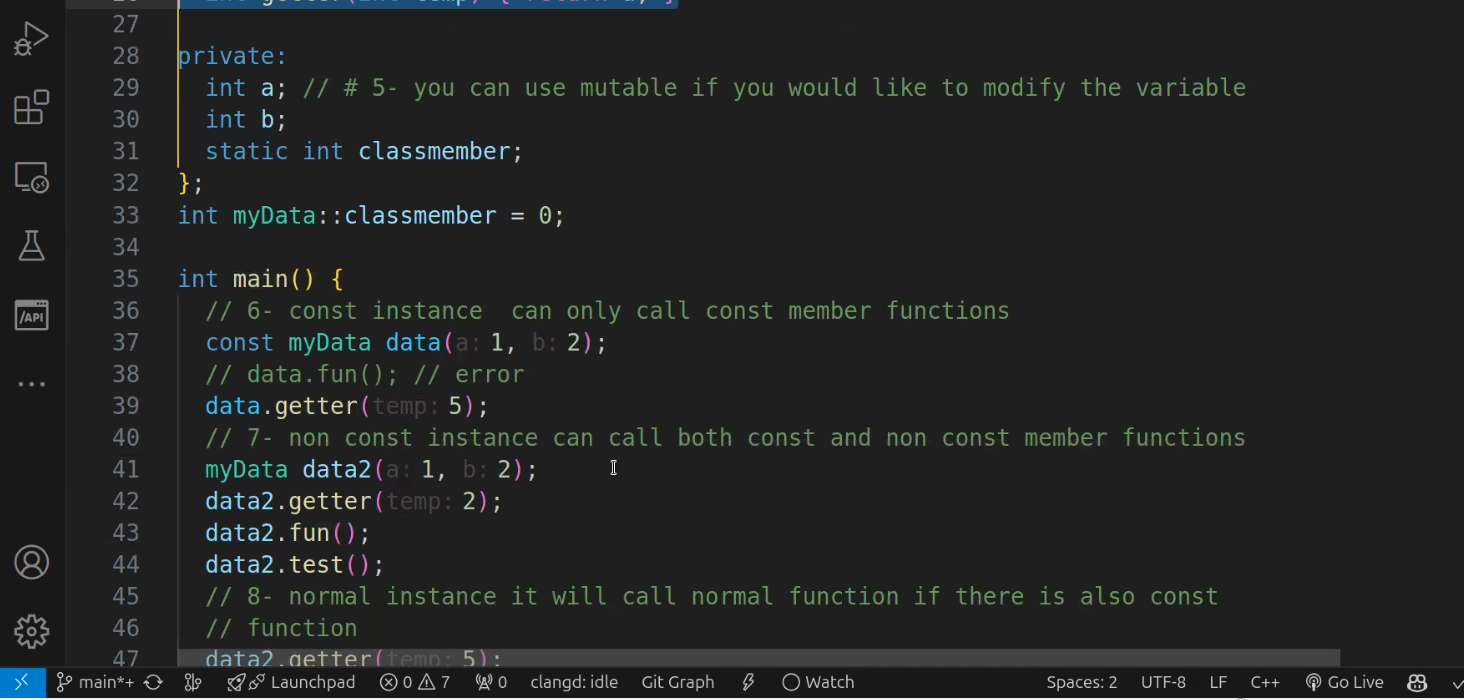 27
28 private:
29 int a; // # 5- you can use mutable if you would like to modify the variable
30 int b;
31 static int classmember;
32 };
33 int myData::classmember = 0;
34
35 int main() {
36 // 6- const instance  can only call const member functions
37 const myData data(a: 1, b: 2);
38 // data.fun(); // error
39 data.getter(temp: 5);
40 // 7- non const instance can call both const and non const member functions
41 myData data2(a: 1, b: 2);
42 data2.getter(temp: 2);
43 data2.fun();
44 data2.test();
45 // 8- normal instance it will call normal function if there is also const
46 // function
47 data2.getter(temp: 5);
/API
main*+ Launchpad 0 7 0 clangd: idle Git Graph Watch Spaces: 2 UTF-8 LF C++ Go Live